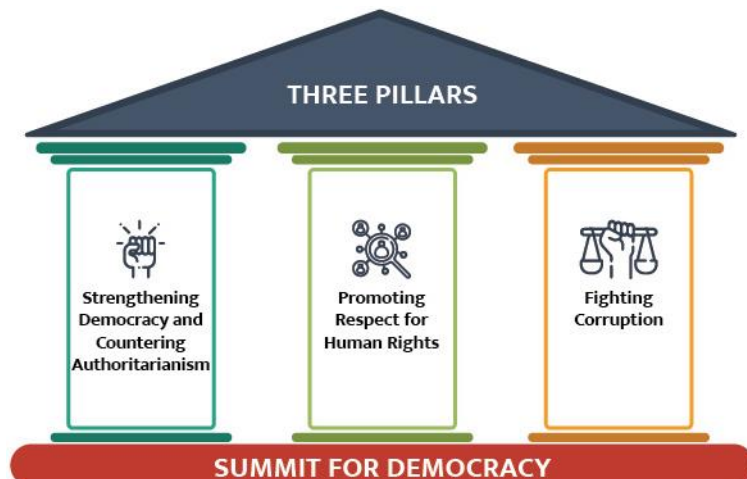 THREE PILLARS
Strengthening
Democracy and
Countering
Authoritarianism
Promoting
Respect for
Human Rights
Fighting
Corruption
SUMMIT FOR DEMOCRACY